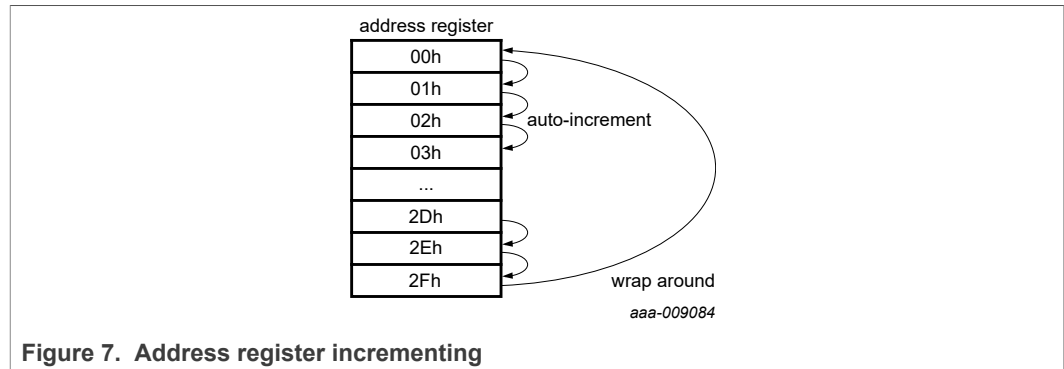 address register
00h
01h
02h
auto-increment
03h
...
2Dh
2Eh
2Fh
wrap around
aaa-009084
Figure 7. Address register incrementing